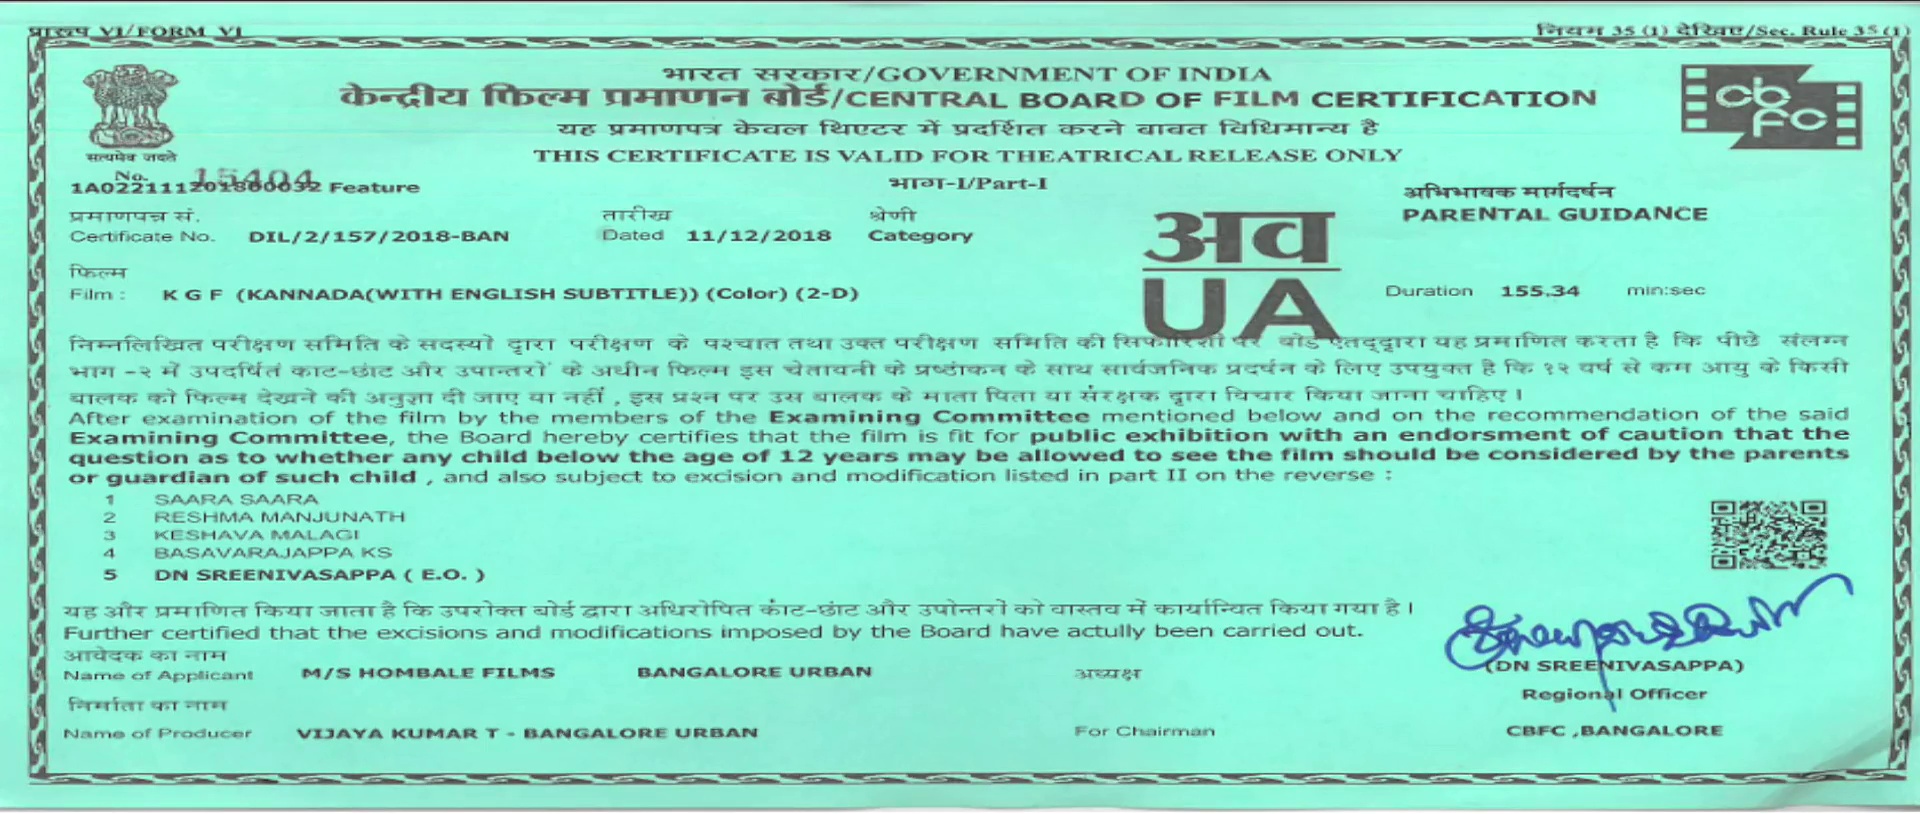 प्रारूप VI/FORM VI
नियम 35 (1) देखिए/Sec. Rule 35 (1)
भारत सरकार/GOVERNMENT OF INDIA
केन्द्रीय फिल्म प्रमाणन बोर्ड/CENTRAL BOARD OF FILM CERTIFICATION
cbfc
यह प्रमाणपत्र केवल थिएटर में प्रदर्शित करने बाबत विधिमान्य है
सत्यमेव जयते
THIS CERTIFICATE IS VALID FOR THEATRICAL RELEASE ONLY
No. 15404
1A02211120180​0032 Feature
भाग-I/Part-I
अभिभावक मार्गदर्षन
PARENTAL GUIDANCE
प्रमाणपत्र सं.
Certificate No. DIL/2/157/2018-BAN
तारीख
Dated 11/12/2018
श्रेणी
Category
अव
UA
फिल्म
Film : K G F (KANNADA(WITH ENGLISH SUBTITLE)) (Color) (2-D)
Duration 155.34 min:sec
निम्नलिखित परीक्षण समिति के सदस्यों द्वारा परीक्षण के पश्चात तथा उक्त परीक्षण समिति की सिफारिशों पर बोर्ड एतद्द्वारा यह प्रमाणित करता है कि पीछे संलग्न
भाग -२ में उपदर्षित काट-छांट और उपान्तरों के अधीन फिल्म इस चेतावनी के प्रष्ठांकन के साथ सार्वजनिक प्रदर्षन के लिए उपयुक्त है कि १२ वर्ष से कम आयु के किसी
बालक को फिल्म देखने की अनुज्ञा दी जाए या नहीं , इस प्रश्न पर उस बालक के माता पिता या संरक्षक द्वारा विचार किया जाना चाहिए ।
After examination of the film by the members of the Examining Committee mentioned below and on the recommendation of the said
Examining Committee, the Board hereby certifies that the film is fit for public exhibition with an endorsment of caution that the
question as to whether any child below the age of 12 years may be allowed to see the film should be considered by the parents
or guardian of such child , and also subject to excision and modification listed in part II on the reverse :
1 SAARA SAARA
2 RESHMA MANJUNATH
3 KESHAVA MALAGI
4 BASAVARAJAPPA KS
5 DN SREENIVASAPPA ( E.O. )
यह और प्रमाणित किया जाता है कि उपरोक्त बोर्ड द्वारा अधिरोपित कांट-छांट और उपोन्तरों को वास्तव में कार्यान्वित किया गया है ।
Further certified that the excisions and modifications imposed by the Board have actully been carried out.
आवेदक का नाम
Name of Applicant M/S HOMBALE FILMS BANGALORE URBAN
अध्यक्ष
(DN SREENIVASAPPA)
Regional Officer
निर्माता का नाम
Name of Producer VIJAYA KUMAR T - BANGALORE URBAN
For Chairman
CBFC ,BANGALORE